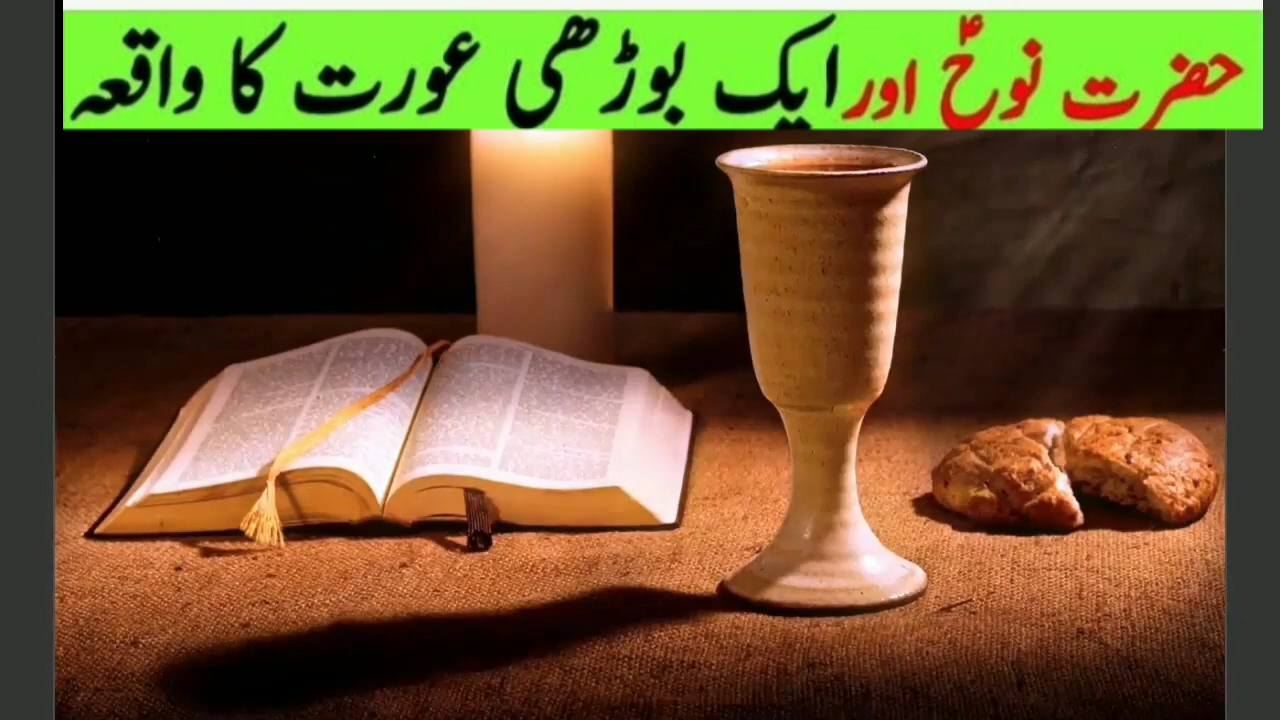 حضرت نوحؑ اور ایک بوڑھی عورت کا واقعہ